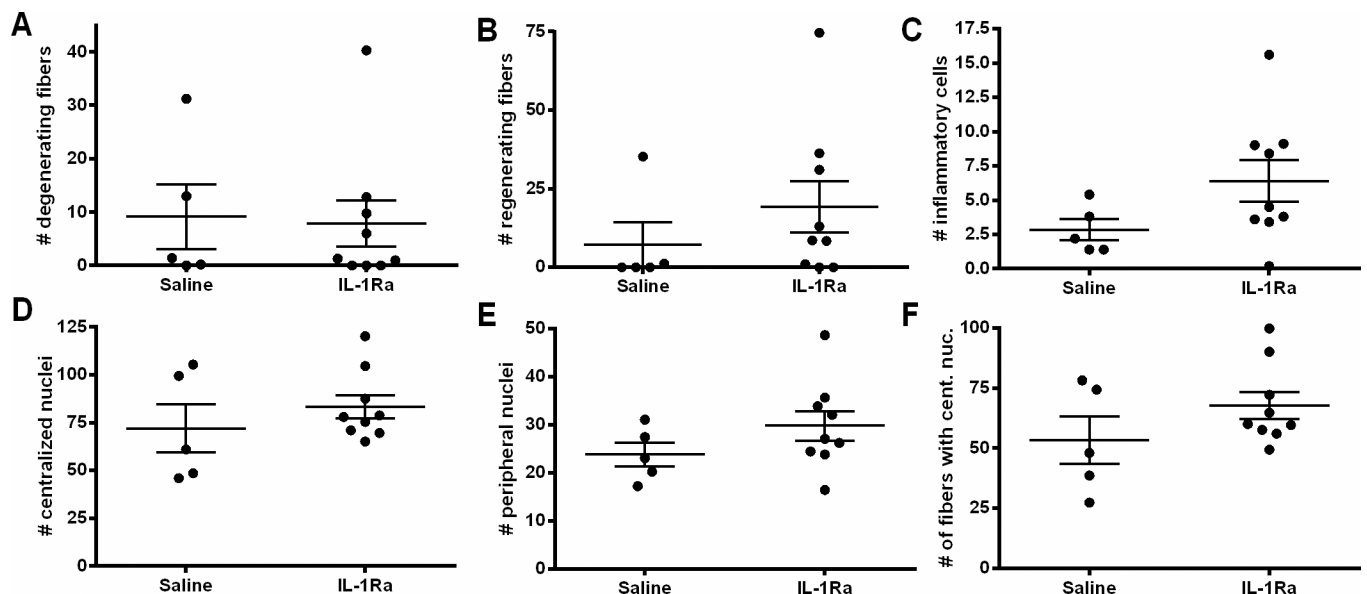 A
# degenerating fibers
40
30
20
10
0
Saline
IL-1Ra
B
# regenerating fibers
75
50
25
0
Saline
IL-1Ra
C
# inflammatory cells
17.5
15.0
12.5
10.0
7.5
5.0
2.5
0.0
Saline
IL-1Ra
D
# centralized nuclei
125
100
75
50
25
0
Saline
IL-1Ra
E
# peripheral nuclei
50
40
30
20
10
0
Saline
IL-1Ra
F
# of fibers with cent. nuc.
100
75
50
25
0
Saline
IL-1Ra